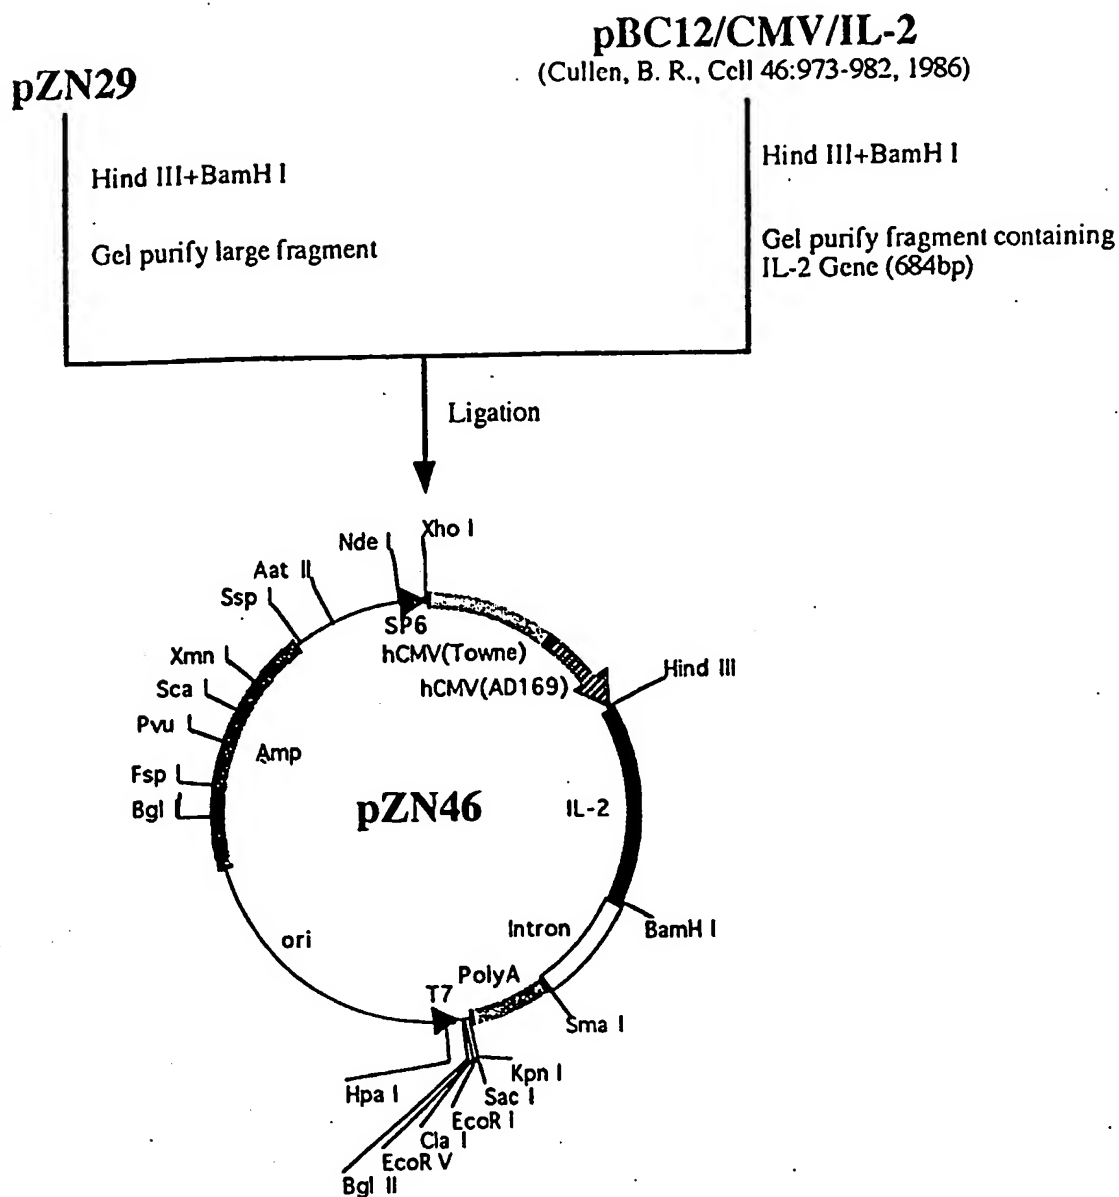 pBC12/CMV/IL-2
(Cullen, B. R., Cell 46:973-982, 1986)
pZN29
Hind III+BamH I
Gel purify large fragment
Hind III+BamH I
Gel purify fragment containing
IL-2 Gene (684bp)
Ligation
Xho I
Nde I
Aat II
Ssp I
SP6
hCMV(Towne)
hCMV(AD169)
Hind III
Xmn I
Sca I
Pvu I
Amp
Fsp I
Bgl I
pZN46
IL-2
Intron
BamH I
ori
PolyA
T7
Sma I
Kpn I
Hpa I
Sac I
EcoR I
Cla I
EcoR V
Bgl II